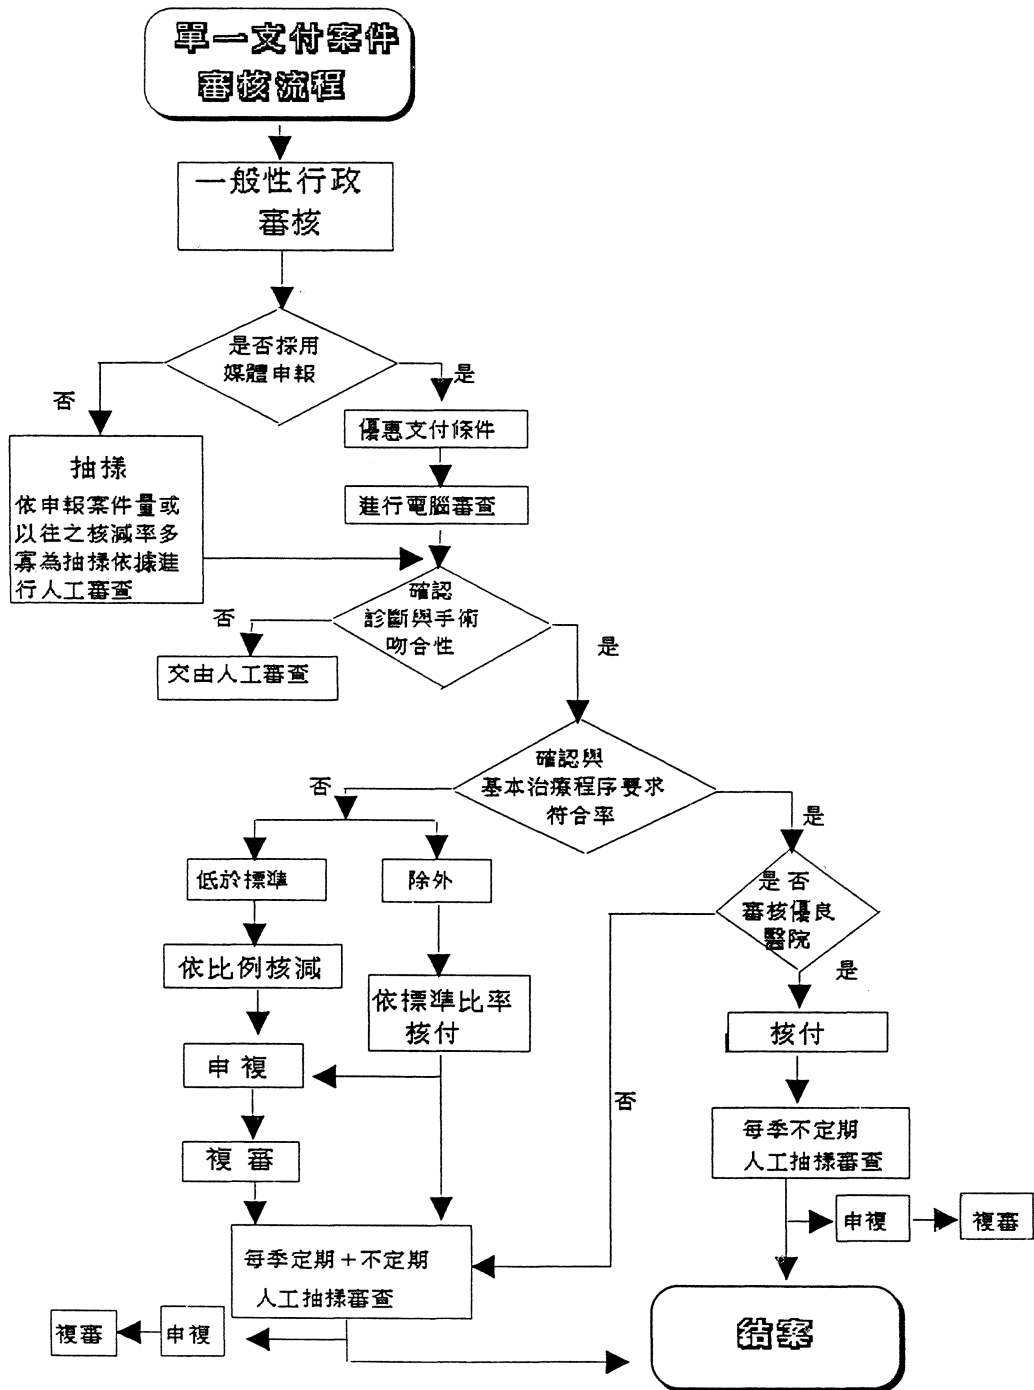 單一支付案件
審核流程
一般性行政
審核
是否採用
媒體申報
否
是
優惠支付條件
進行電腦審查
抽樣
依申報案件量或
以往之核減率多
寡為抽樣依據進
行人工審查
確認
診斷與手術
吻合性
否
是
交由人工審查
確認與
基本治療程序要求
符合率
否
是
低於標準
除外
是否
審核優良
醫院
是
否
依比例核減
依標準比率
核付
核付
申複
複審
每季不定期
人工抽樣審查
申複
複審
每季定期+不定期
人工抽樣審查
複審
申複
結案